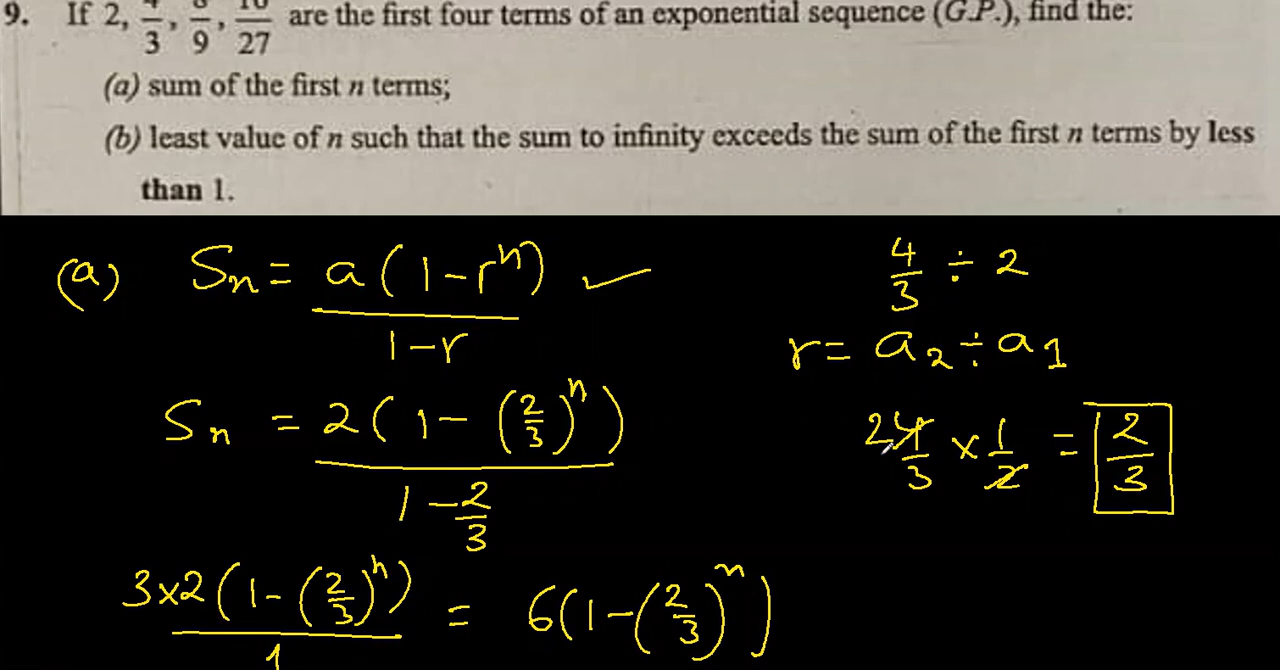 9. If 2, 4/3, 8/9, 16/27 are the first four terms of an exponential sequence (G.P.), find the:
(a) sum of the first n terms;
(b) least value of n such that the sum to infinity exceeds the sum of the first n terms by less
than 1.
(a) Sₙ = a(1-rⁿ)/(1-r) ✓
4/3 ÷ 2
r = a₂ ÷ a₁
Sₙ = 2(1-(2/3)ⁿ)/(1-2/3)
2 4/3 × 1/2 = 2/3
3×2(1-(2/3)ⁿ)/1 = 6(1-(2/3)ⁿ)